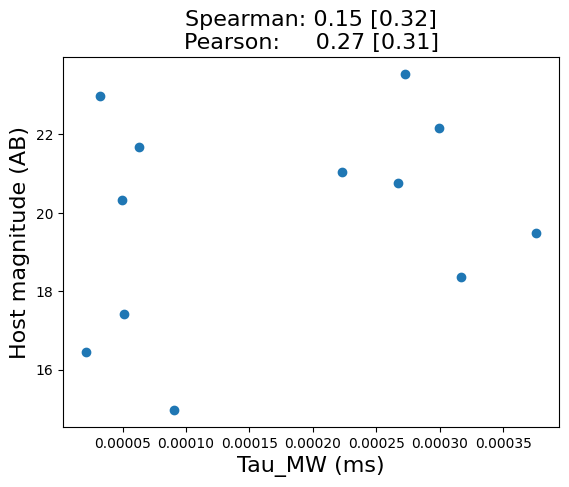 Spearman: 0.15 [0.32]
Pearson: 0.27 [0.31]
Host magnitude (AB)
22
20
18
16
0.00005 0.00010 0.00015 0.00020 0.00025 0.00030 0.00035
Tau_MW (ms)